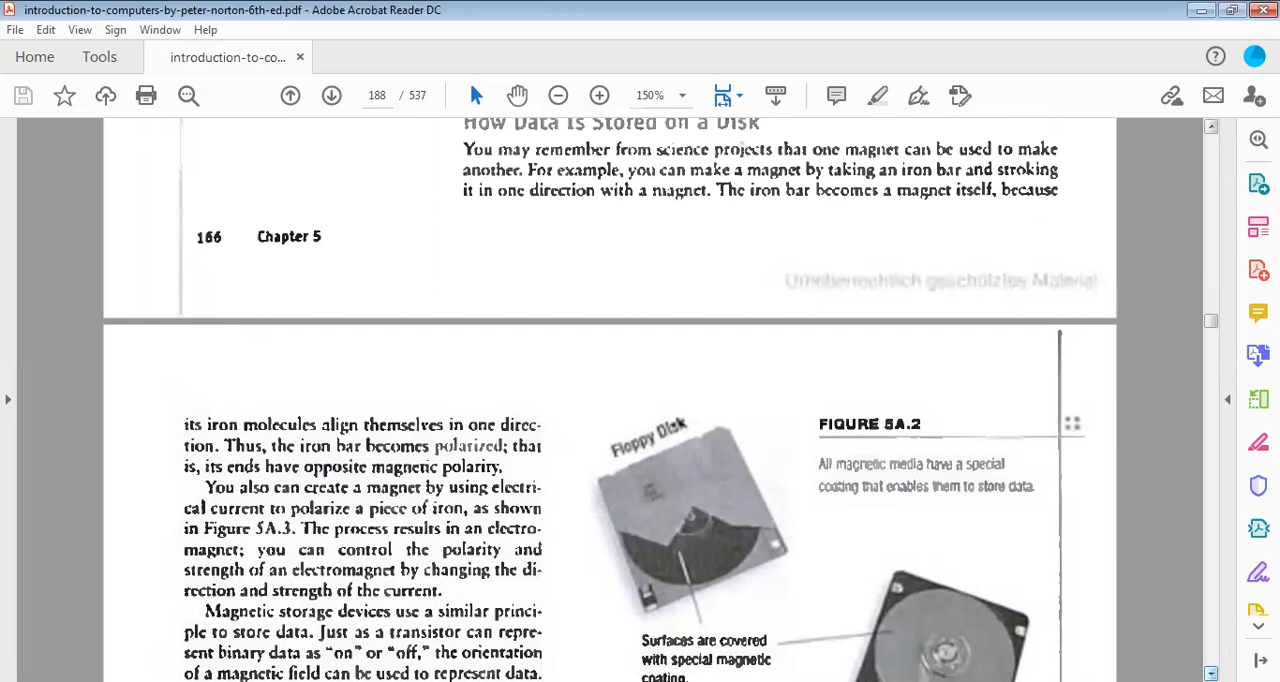 introduction-to-computers-by-peter-norton-6th-ed.pdf - Adobe Acrobat Reader DC
File Edit View Sign Window Help
Home Tools introduction-to-co... ×
188 / 537 150%
How Data Is Stored on a Disk
You may remember from science projects that one magnet can be used to make
another. For example, you can make a magnet by taking an iron bar and stroking
it in one direction with a magnet. The iron bar becomes a magnet itself, because
166 Chapter 5
Urheberrechtlich geschütztes Material
its iron molecules align themselves in one direc-
tion. Thus, the iron bar becomes polarized; that
is, its ends have opposite magnetic polarity.
You also can create a magnet by using electri-
cal current to polarize a piece of iron, as shown
in Figure 5A.3. The process results in an electro-
magnet; you can control the polarity and
strength of an electromagnet by changing the di-
rection and strength of the current.
Magnetic storage devices use a similar princi-
ple to store data. Just as a transistor can repre-
sent binary data as "on" or "off," the orientation
of a magnetic field can be used to represent data.
Floppy Disk
Surfaces are covered
with special magnetic
coating.
FIGURE 5A.2
All magnetic media have a special
coating that enables them to store data.